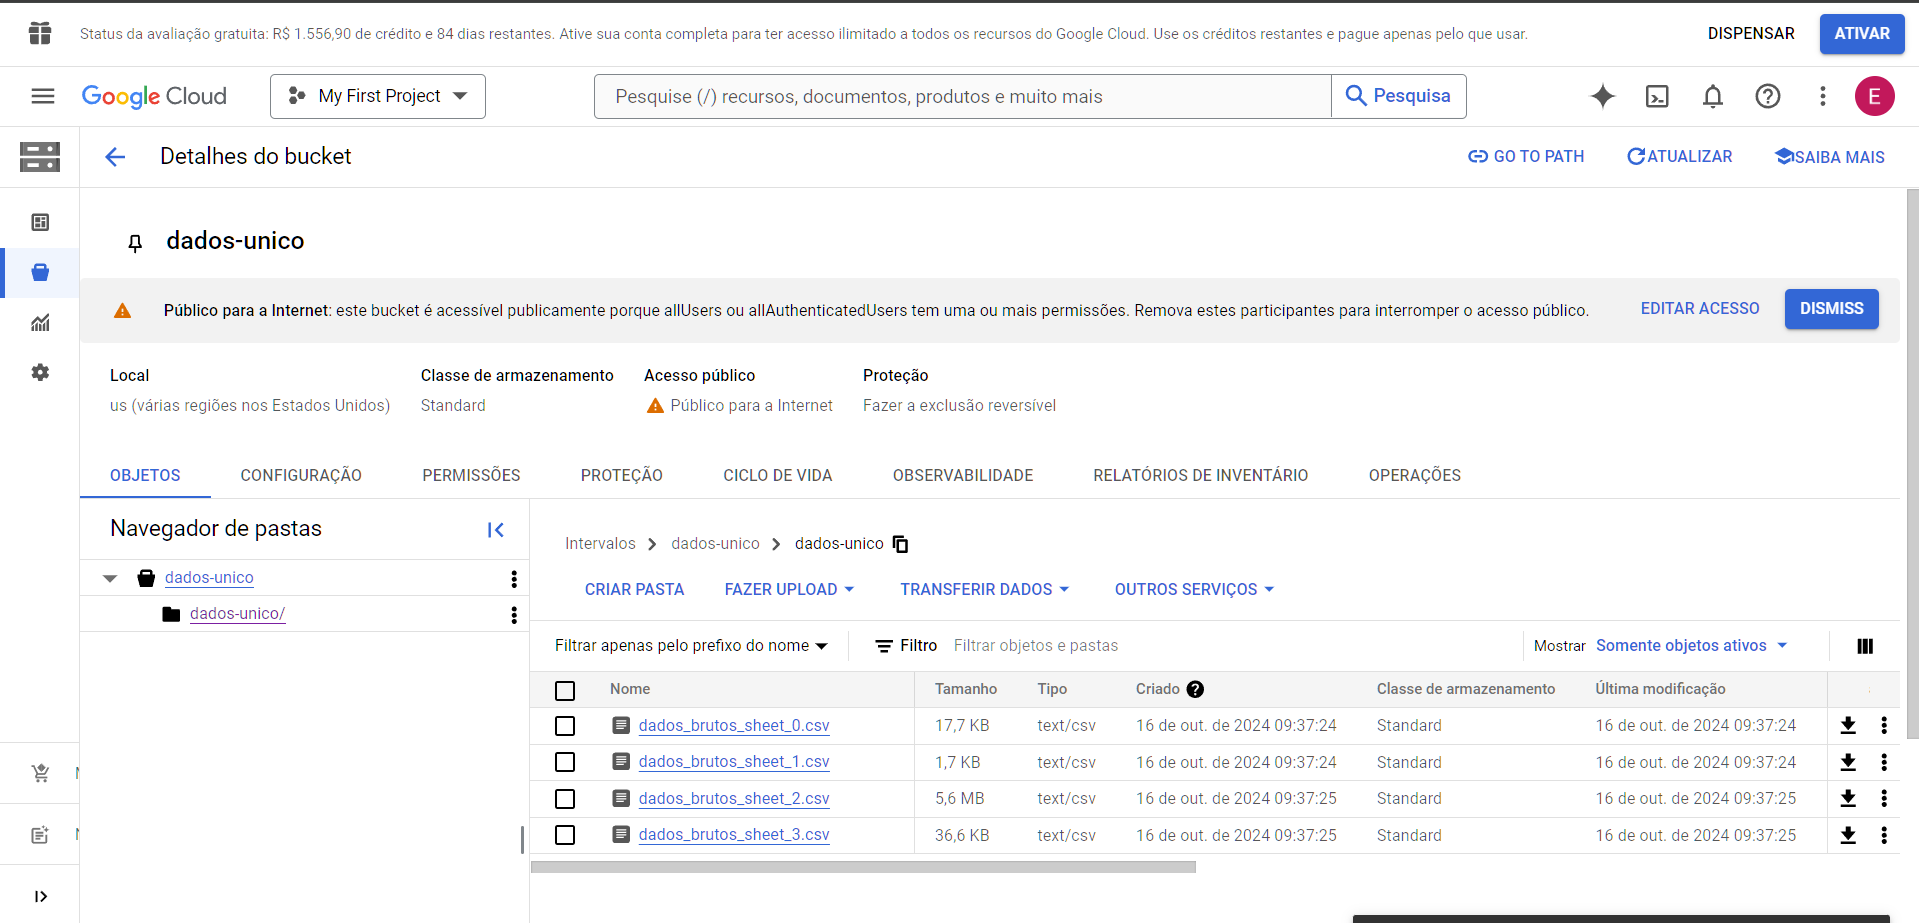 Status da avaliação gratuita: R$ 1.556,90 de crédito e 84 dias restantes. Ative sua conta completa para ter acesso ilimitado a todos os recursos do Google Cloud. Use os créditos restantes e pague apenas pelo que usar.
DISPENSAR
ATIVAR
Google Cloud
My First Project
Pesquise (/) recursos, documentos, produtos e muito mais
Pesquisa
E
Detalhes do bucket
GO TO PATH
ATUALIZAR
SAIBA MAIS
dados-unico
Público para a Internet: este bucket é acessível publicamente porque allUsers ou allAuthenticatedUsers tem uma ou mais permissões. Remova estes participantes para interromper o acesso público.
EDITAR ACESSO
DISMISS
Local Classe de armazenamento Acesso público Proteção
us (várias regiões nos Estados Unidos) Standard Público para a Internet Fazer a exclusão reversível
OBJETOS CONFIGURAÇÃO PERMISSÕES PROTEÇÃO CICLO DE VIDA OBSERVABILIDADE RELATÓRIOS DE INVENTÁRIO OPERAÇÕES
Navegador de pastas
dados-unico
dados-unico/
Intervalos dados-unico dados-unico
CRIAR PASTA FAZER UPLOAD TRANSFERIR DADOS OUTROS SERVIÇOS
Filtrar apenas pelo prefixo do nome Filtro Filtrar objetos e pastas Mostrar Somente objetos ativos
Nome Tamanho Tipo Criado Classe de armazenamento Última modificação
dados_brutos_sheet_0.csv 17,7 KB text/csv 16 de out. de 2024 09:37:24 Standard 16 de out. de 2024 09:37:24
dados_brutos_sheet_1.csv 1,7 KB text/csv 16 de out. de 2024 09:37:24 Standard 16 de out. de 2024 09:37:24
dados_brutos_sheet_2.csv 5,6 MB text/csv 16 de out. de 2024 09:37:25 Standard 16 de out. de 2024 09:37:25
dados_brutos_sheet_3.csv 36,6 KB text/csv 16 de out. de 2024 09:37:25 Standard 16 de out. de 2024 09:37:25